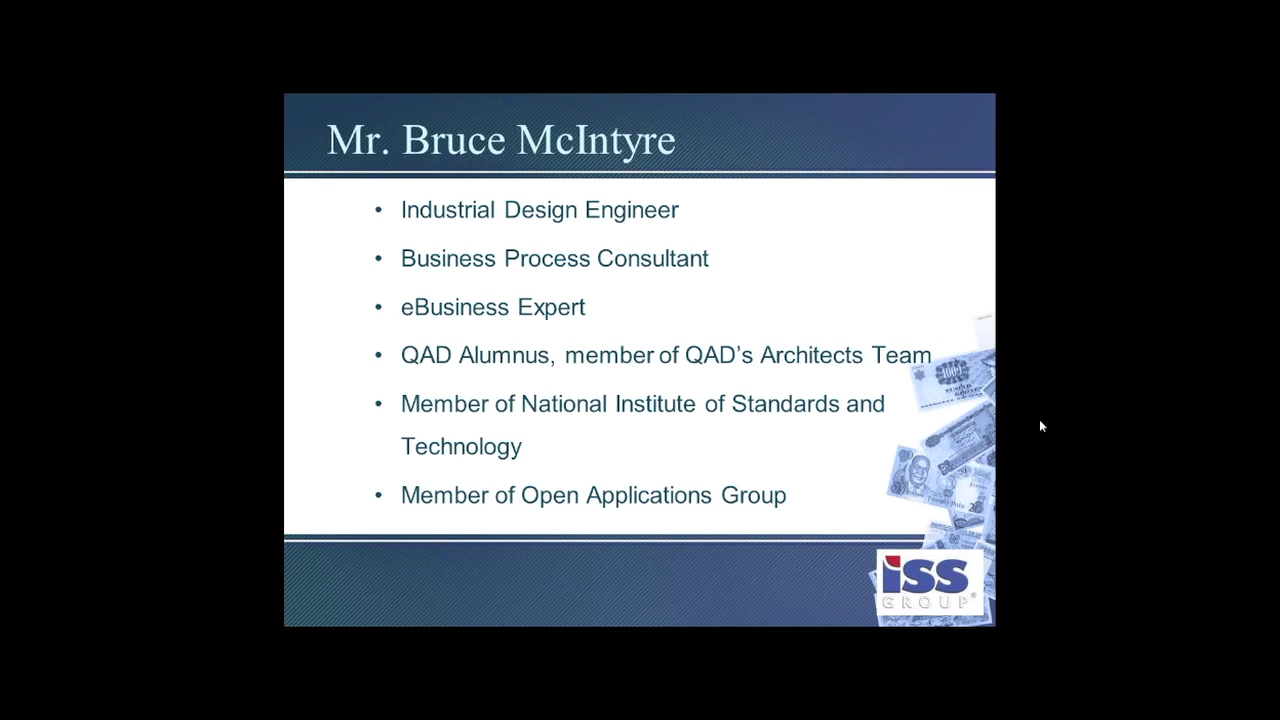 Mr. Bruce McIntyre
• Industrial Design Engineer
• Business Process Consultant
• eBusiness Expert
• QAD Alumnus, member of QAD’s Architects Team
• Member of National Institute of Standards and
Technology
• Member of Open Applications Group
100
iss
GROUP®